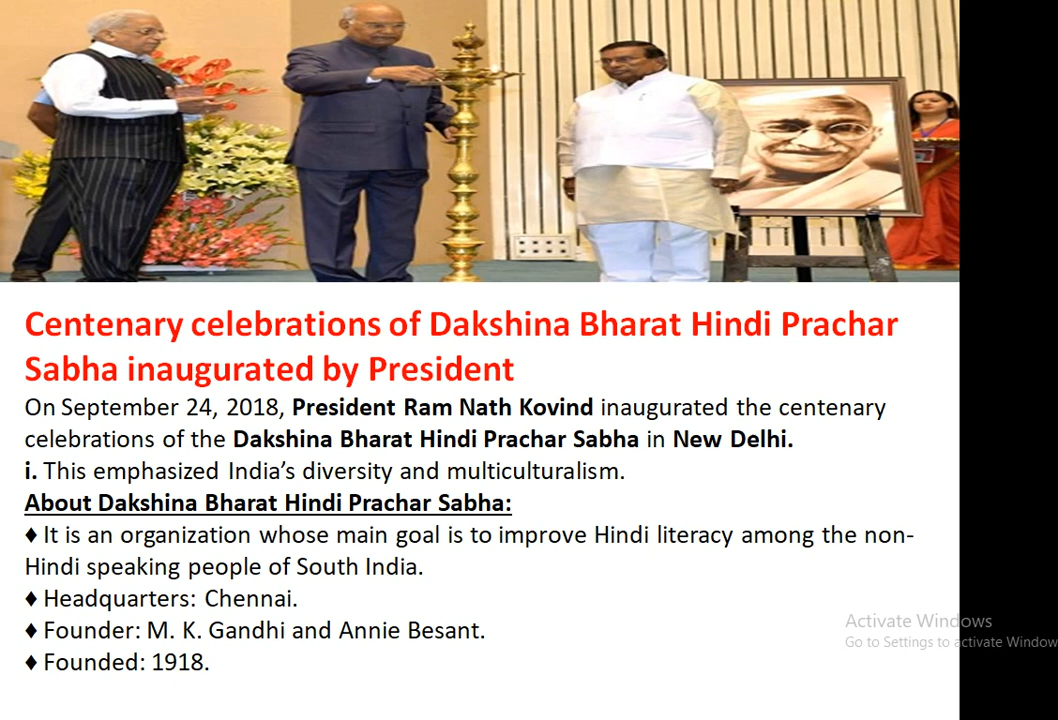 Centenary celebrations of Dakshina Bharat Hindi Prachar
Sabha inaugurated by President
On September 24, 2018, President Ram Nath Kovind inaugurated the centenary
celebrations of the Dakshina Bharat Hindi Prachar Sabha in New Delhi.
i. This emphasized India’s diversity and multiculturalism.
About Dakshina Bharat Hindi Prachar Sabha:
♦ It is an organization whose main goal is to improve Hindi literacy among the non-
Hindi speaking people of South India.
♦ Headquarters: Chennai.
♦ Founder: M. K. Gandhi and Annie Besant.
♦ Founded: 1918.
Activate Windows
Go to Settings to activate Window